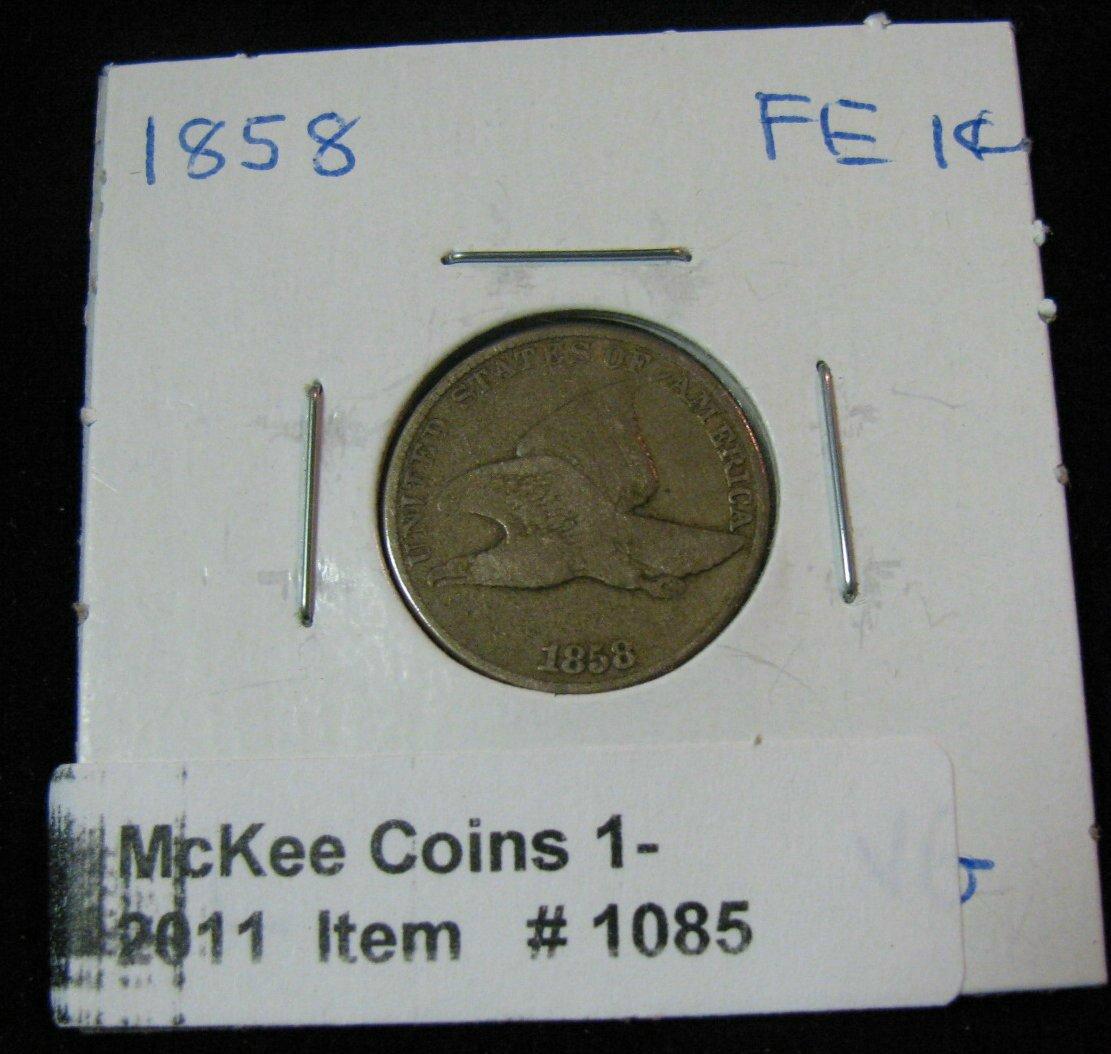 1858 FE 1¢
UNITED STATES OF AMERICA
1858
McKee Coins 1-
2011 Item # 1085